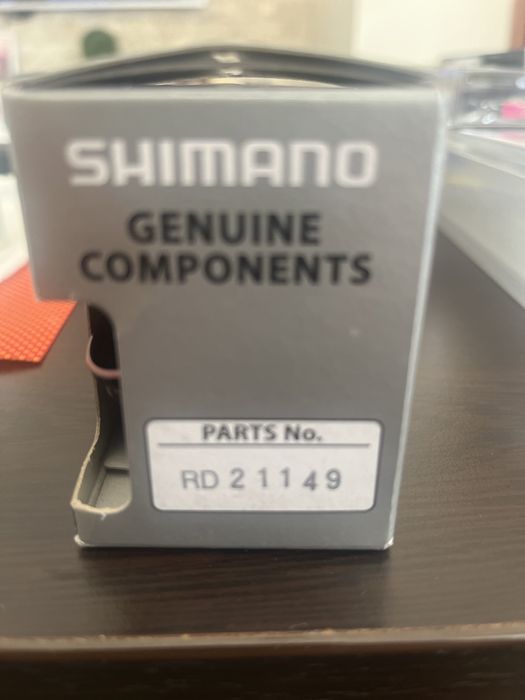 SHIMANO
GENUINE
COMPONENTS
PARTS No.
RD 21149